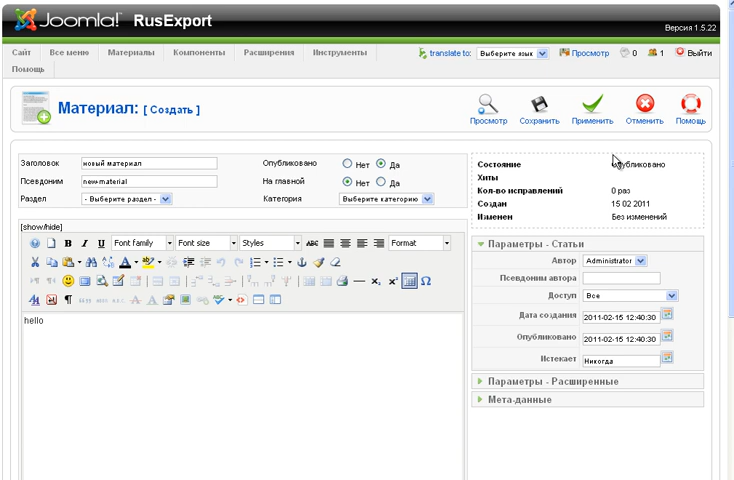 Joomla! RusExport
Версия 1.5.22
Сайт Все меню Материалы Компоненты Расширения Инструменты translate to: Выберите язык Просмотр 0 1 Выйти
Помощь
Материал: [ Создать ]
Просмотр Сохранить Применить Отменить Помощь
Заголовок новый материал Опубликовано Нет Да
Псевдоним new-material На главной Нет Да
Раздел - Выберите раздел - Категория Выберите категорию
Состояние публиковано
Хиты
Кол-во исправлений 0 раз
Создан 15 02 2011
Изменен Без изменений
[show/hide]
B I U Font family Font size Styles ABC Format
hello
Параметры - Статьи
Автор Administrator
Псевдоним автора
Доступ Все
Дата создания 2011-02-15 12:40:30
Опубликовано 2011-02-15 12:40:30
Истекает Никогда
Параметры - Расширенные
Мета-данные